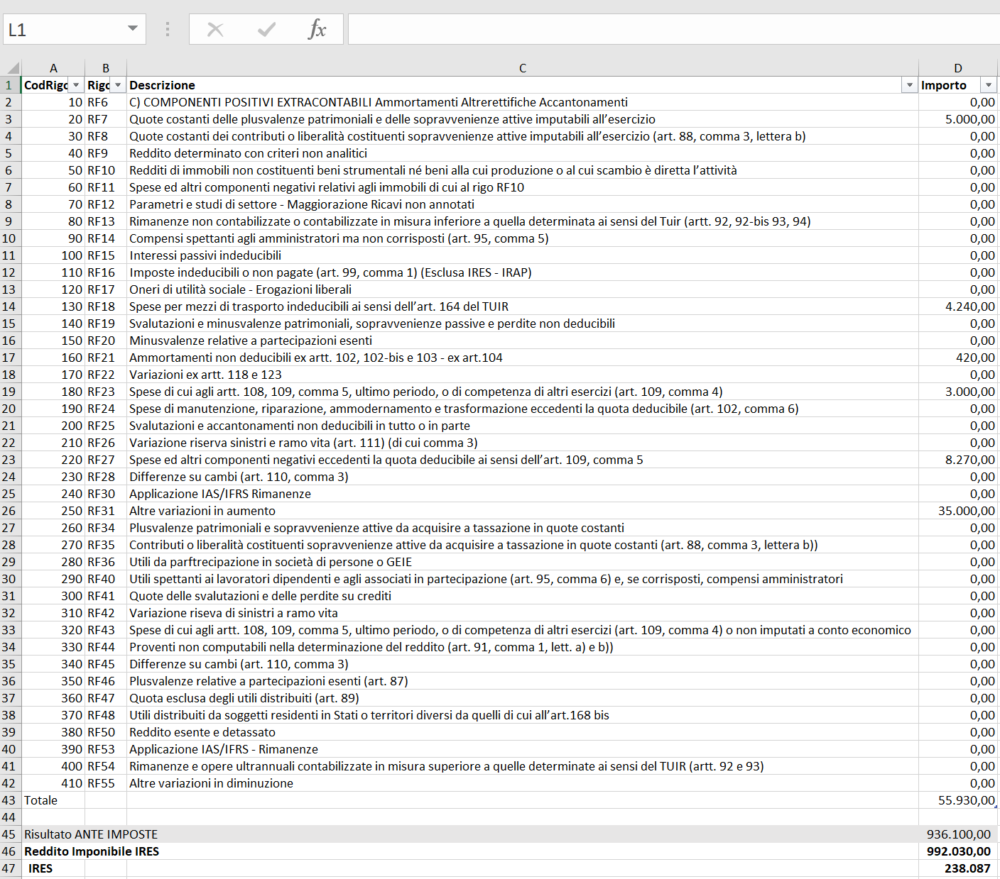 L1
fx
A B C D
1 CodRigo Rigo Descrizione Importo
2 10 RF6 C) COMPONENTI POSITIVI EXTRACONTABILI Ammortamenti Altrerettifiche Accantonamenti 0,00
3 20 RF7 Quote costanti delle plusvalenze patrimoniali e delle sopravvenienze attive imputabili all'esercizio 5.000,00
4 30 RF8 Quote costanti dei contributi o liberalità costituenti sopravvenienze attive imputabili all'esercizio (art. 88, comma 3, lettera b) 0,00
5 40 RF9 Reddito determinato con criteri non analitici 0,00
6 50 RF10 Redditi di immobili non costituenti beni strumentali né beni alla cui produzione o al cui scambio è diretta l'attività 0,00
7 60 RF11 Spese ed altri componenti negativi relativi agli immobili di cui al rigo RF10 0,00
8 70 RF12 Parametri e studi di settore - Maggiorazione Ricavi non annotati 0,00
9 80 RF13 Rimanenze non contabilizzate o contabilizzate in misura inferiore a quella determinata ai sensi del Tuir (artt. 92, 92-bis 93, 94) 0,00
10 90 RF14 Compensi spettanti agli amministratori ma non corrisposti (art. 95, comma 5) 0,00
11 100 RF15 Interessi passivi indeducibili 0,00
12 110 RF16 Imposte indeducibili o non pagate (art. 99, comma 1) (Esclusa IRES - IRAP) 0,00
13 120 RF17 Oneri di utilità sociale - Erogazioni liberali 0,00
14 130 RF18 Spese per mezzi di trasporto indeducibili ai sensi dell'art. 164 del TUIR 4.240,00
15 140 RF19 Svalutazioni e minusvalenze patrimoniali, sopravvenienze passive e perdite non deducibili 0,00
16 150 RF20 Minusvalenze relative a partecipazioni esenti 0,00
17 160 RF21 Ammortamenti non deducibili ex artt. 102, 102-bis e 103 - ex art.104 420,00
18 170 RF22 Variazioni ex artt. 118 e 123 0,00
19 180 RF23 Spese di cui agli artt. 108, 109, comma 5, ultimo periodo, o di competenza di altri esercizi (art. 109, comma 4) 3.000,00
20 190 RF24 Spese di manutenzione, riparazione, ammodernamento e trasformazione eccedenti la quota deducibile (art. 102, comma 6) 0,00
21 200 RF25 Svalutazioni e accantonamenti non deducibili in tutto o in parte 0,00
22 210 RF26 Variazione riserva sinistri e ramo vita (art. 111) (di cui comma 3) 0,00
23 220 RF27 Spese ed altri componenti negativi eccedenti la quota deducibile ai sensi dell'art. 109, comma 5 8.270,00
24 230 RF28 Differenze su cambi (art. 110, comma 3) 0,00
25 240 RF30 Applicazione IAS/IFRS Rimanenze 0,00
26 250 RF31 Altre variazioni in aumento 35.000,00
27 260 RF34 Plusvalenze patrimoniali e sopravvenienze attive da acquisire a tassazione in quote costanti 0,00
28 270 RF35 Contributi o liberalità costituenti sopravvenienze attive da acquisire a tassazione in quote costanti (art. 88, comma 3, lettera b)) 0,00
29 280 RF36 Utili da parftrecipazione in società di persone o GEIE 0,00
30 290 RF40 Utili spettanti ai lavoratori dipendenti e agli associati in partecipazione (art. 95, comma 6) e, se corrisposti, compensi amministratori 0,00
31 300 RF41 Quote delle svalutazioni e delle perdite su crediti 0,00
32 310 RF42 Variazione riseva di sinistri a ramo vita 0,00
33 320 RF43 Spese di cui agli artt. 108, 109, comma 5, ultimo periodo, o di competenza di altri esercizi (art. 109, comma 4) o non imputati a conto economico 0,00
34 330 RF44 Proventi non computabili nella determinazione del reddito (art. 91, comma 1, lett. a) e b)) 0,00
35 340 RF45 Differenze su cambi (art. 110, comma 3) 0,00
36 350 RF46 Plusvalenze relative a partecipazioni esenti (art. 87) 0,00
37 360 RF47 Quota esclusa degli utili distribuiti (art. 89) 0,00
38 370 RF48 Utili distribuiti da soggetti residenti in Stati o territori diversi da quelli di cui all'art.168 bis 0,00
39 380 RF50 Reddito esente e detassato 0,00
40 390 RF53 Applicazione IAS/IFRS - Rimanenze 0,00
41 400 RF54 Rimanenze e opere ultrannuali contabilizzate in misura superiore a quelle determinate ai sensi del TUIR (artt. 92 e 93) 0,00
42 410 RF55 Altre variazioni in diminuzione 0,00
43 Totale 55.930,00
44
45 Risultato ANTE IMPOSTE 936.100,00
46 Reddito Imponibile IRES 992.030,00
47 IRES 238.087